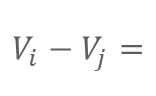 V_i − V_j =